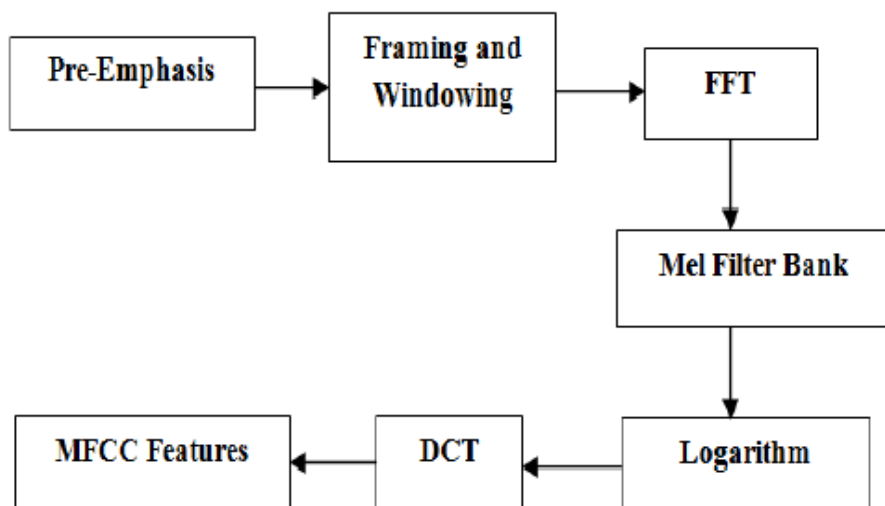 Pre-Emphasis
Framing and
Windowing
FFT
Mel Filter Bank
Logarithm
DCT
MFCC Features